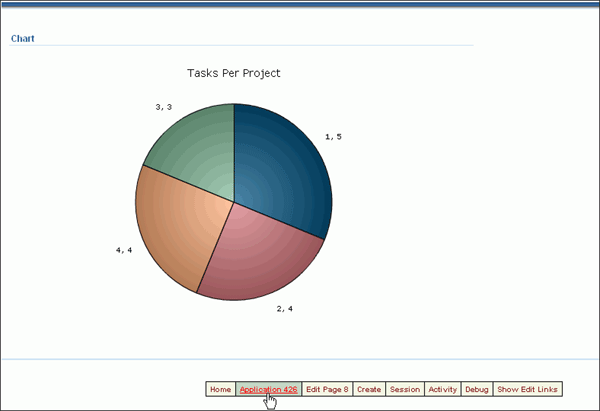 Chart
Tasks Per Project
3, 3
1, 5
4, 4
2, 4
Home Application 426 Edit Page 8 Create Session Activity Debug Show Edit Links